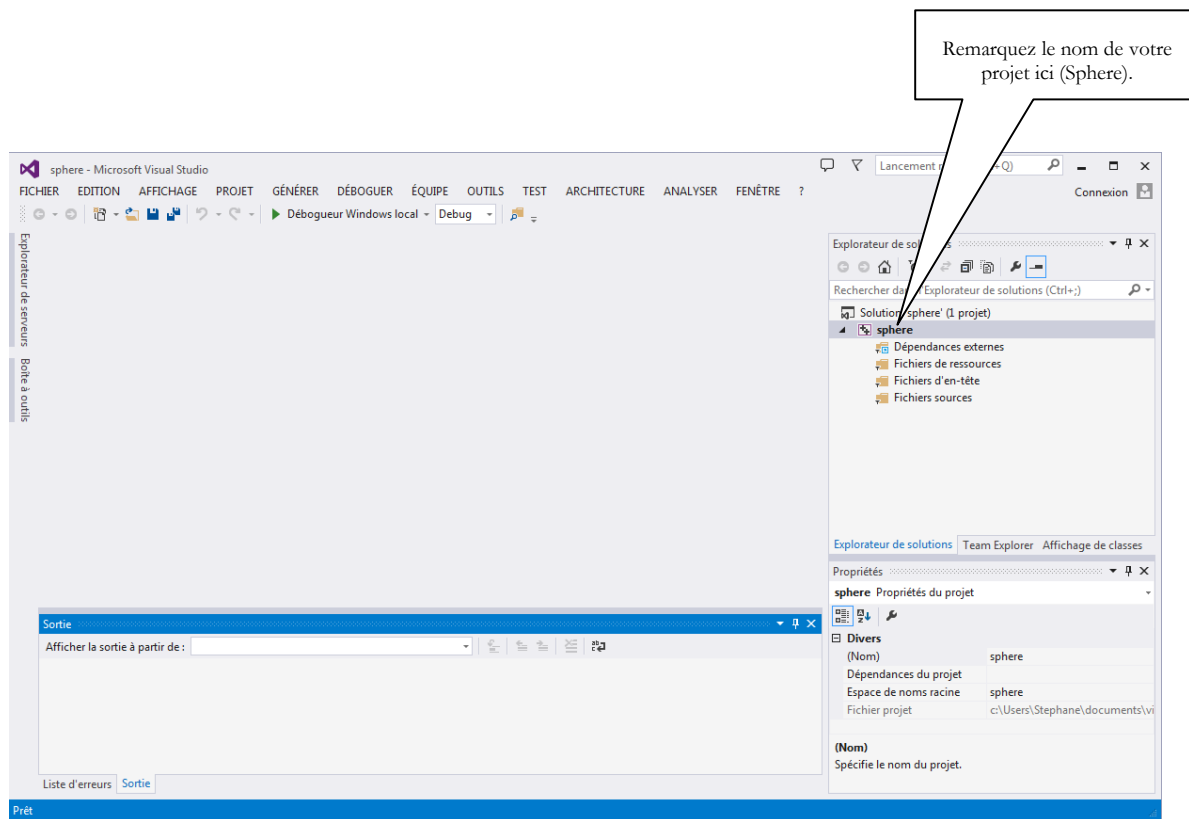 Remarquez le nom de votre
projet ici (Sphere).
sphere - Microsoft Visual Studio
Lancement +Q)
FICHIER EDITION AFFICHAGE PROJET GÉNÉRER DÉBOGUER ÉQUIPE OUTILS TEST ARCHITECTURE ANALYSER FENÊTRE ?
Connexion
Débogueur Windows local Debug
Explorateur de serveurs
Boîte à outils
Explorateur de
Rechercher Explorateur de solutions (Ctrl+;)
Solution sphere' (1 projet)
sphere
Dépendances externes
Fichiers de ressources
Fichiers d'en-tête
Fichiers sources
Explorateur de solutions Team Explorer Affichage de classes
Propriétés
sphere Propriétés du projet
Divers
(Nom) sphere
Dépendances du projet
Espace de noms racine sphere
Fichier projet c:\Users\Stephane\documents\vi
(Nom)
Spécifie le nom du projet.
Sortie
Afficher la sortie à partir de :
Liste d'erreurs Sortie
Prêt